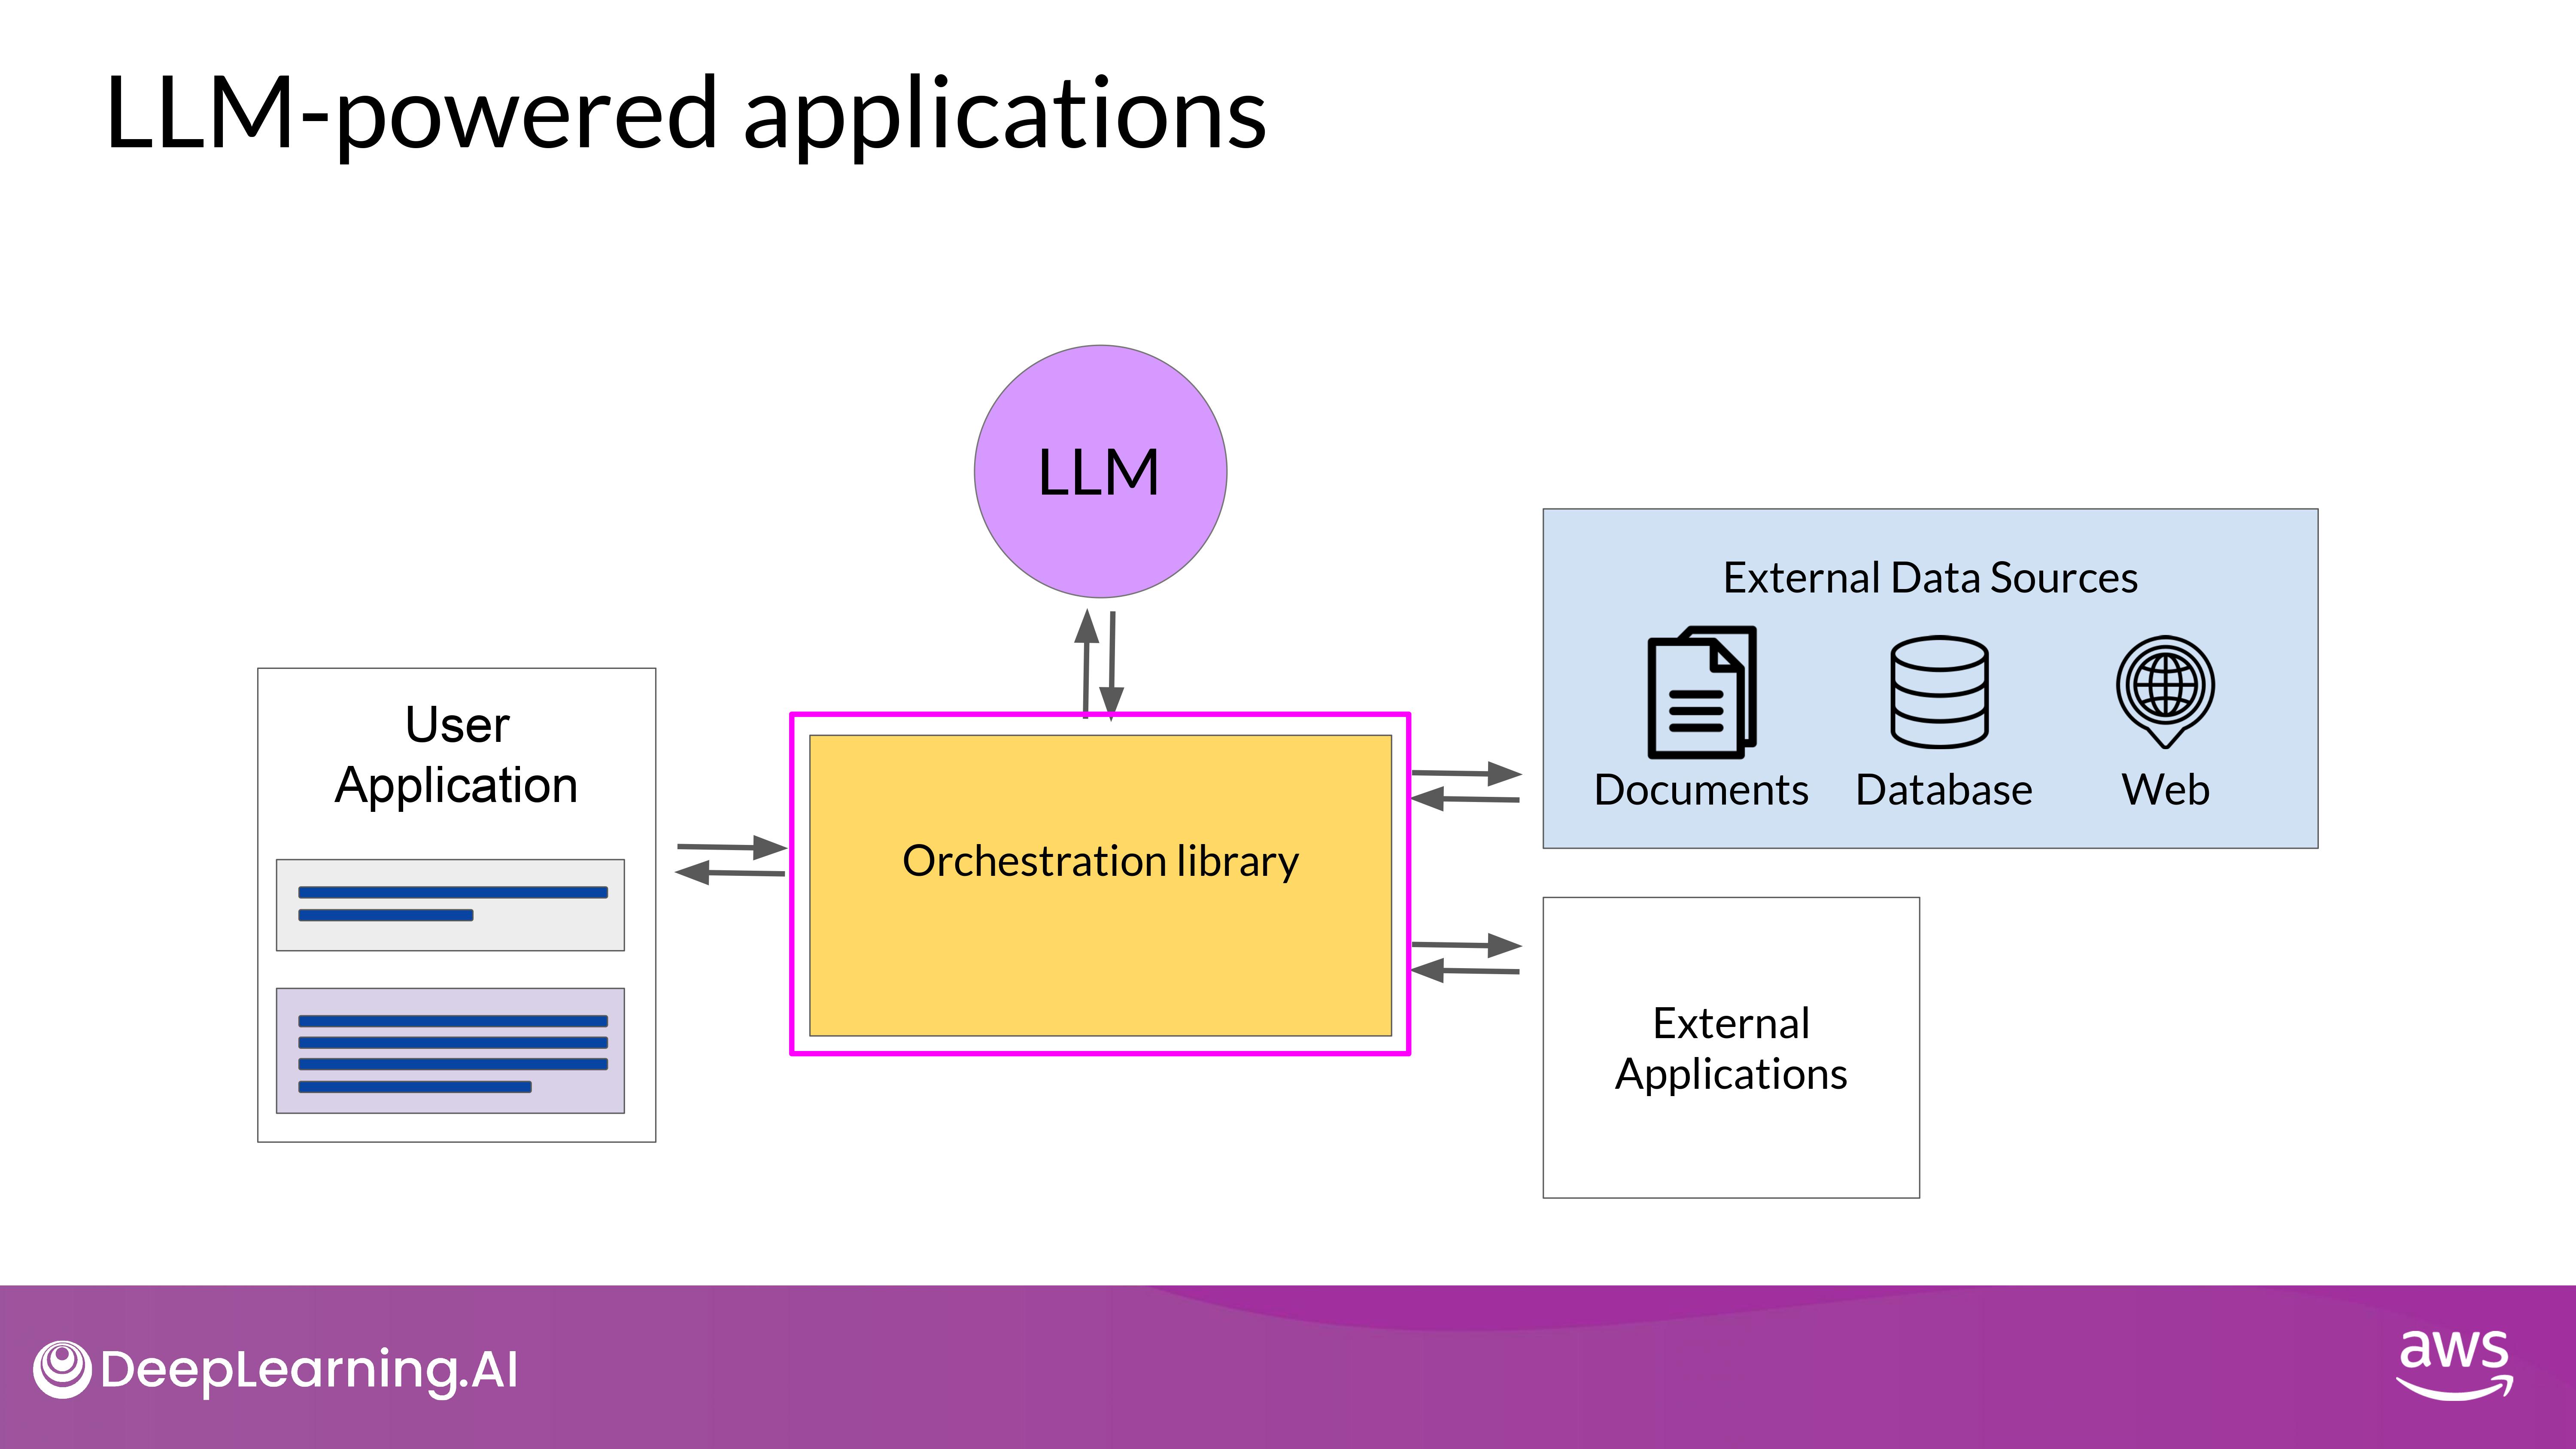 LLM-powered applications
LLM
External Data Sources
Documents
Database
Web
User
Application
Orchestration library
External
Applications
DeepLearning.AI
aws